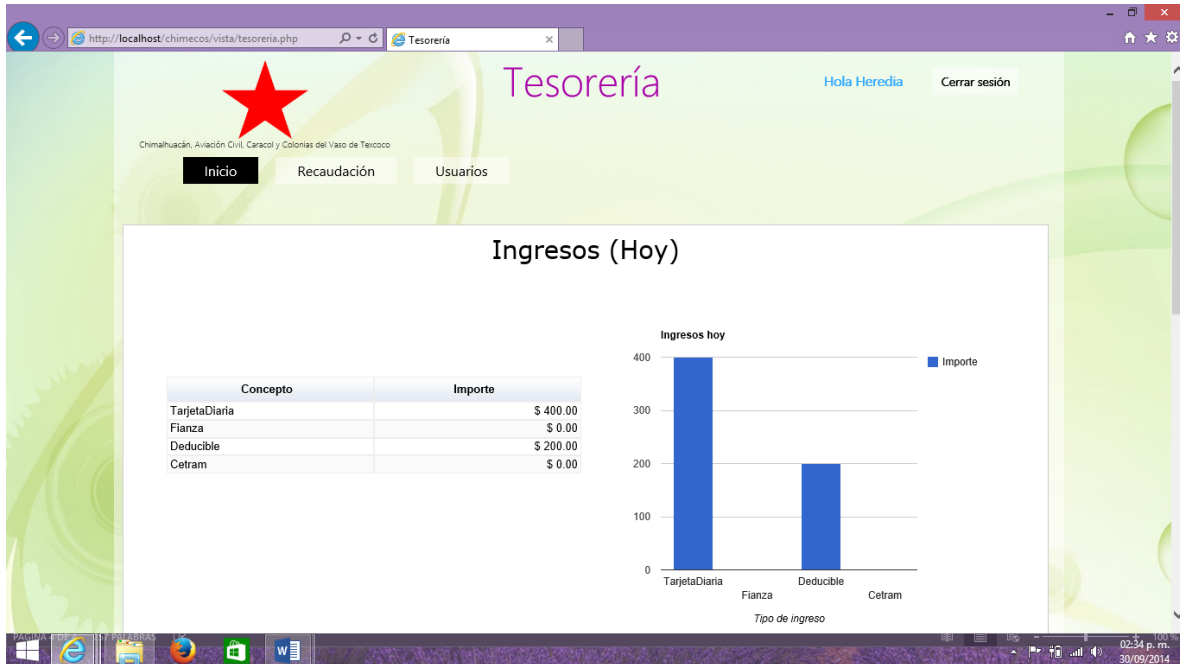 http://localhost/chimecos/vista/tesoreria.php
Tesorería
Tesorería
Hola Heredia
Cerrar sesión
Chimalhuacán, Aviación Civil, Caracol y Colonias del Vaso de Texcoco
Inicio
Recaudación
Usuarios
Ingresos (Hoy)
Concepto Importe
TarjetaDiaria $ 400.00
Fianza $ 0.00
Deducible $ 200.00
Cetram $ 0.00
Ingresos hoy
400
300
200
100
0
Importe
TarjetaDiaria
Fianza
Deducible
Cetram
Tipo de ingreso
PÁGINA
PALABRAS
100 %
02:34 p. m.
30/09/2014